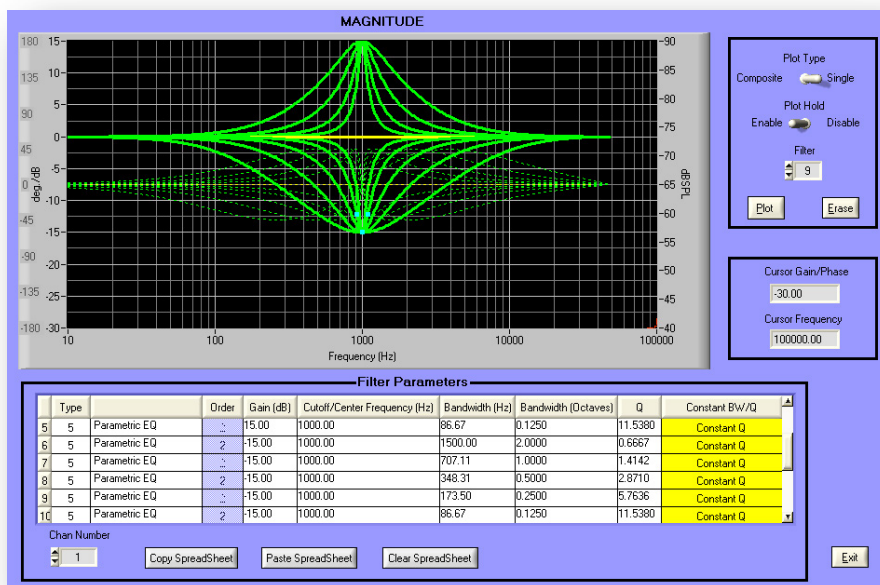 MAGNITUDE
180 15 90
135 10 85
90 5 80
45 0 75
0 -5 70
-45 -10 65
-90 -15 60
-135 -20 55
-180 -25 50
-30 45
40
deg./dB
dBSPL
10 100 1000 10000 100000
Frequency (Hz)
Plot Type
Composite Single
Plot Hold
Enable Disable
Filter
9
Plot Erase
Cursor Gain/Phase
-30.00
Cursor Frequency
100000.00
Filter Parameters
Type Order Gain (dB) Cutoff/Center Frequency (Hz) Bandwidth (Hz) Bandwidth (Octaves) Q Constant BW/Q
5 5 Parametric EQ 15.00 1000.00 86.67 0.1250 11.5380 Constant Q
6 5 Parametric EQ 2 -15.00 1000.00 1500.00 2.0000 0.6667 Constant Q
7 5 Parametric EQ -15.00 1000.00 707.11 1.0000 1.4142 Constant Q
8 5 Parametric EQ 2 -15.00 1000.00 348.31 0.5000 2.8710 Constant Q
9 5 Parametric EQ -15.00 1000.00 173.50 0.2500 5.7636 Constant Q
10 5 Parametric EQ 2 -15.00 1000.00 86.67 0.1250 11.5380 Constant Q
Chan Number
1
Copy SpreadSheet Paste SpreadSheet Clear SpreadSheet Exit